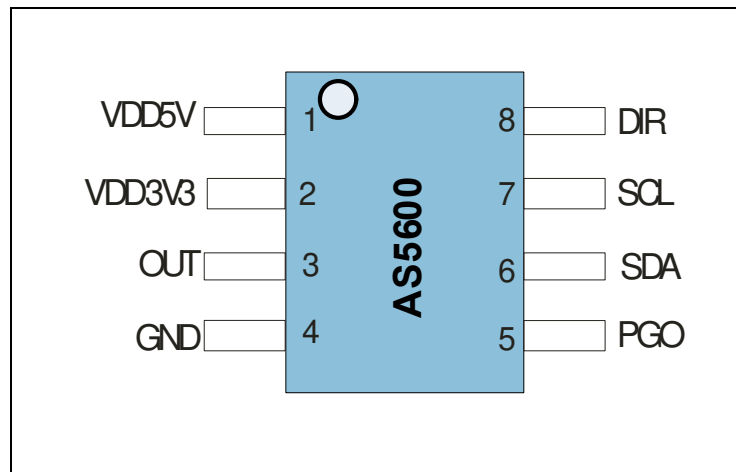 VDD5V 1 8 DIR
VDD3V3 2 7 SCL
OUT 3 6 SDA
GND 4 5 PGO
AS5600